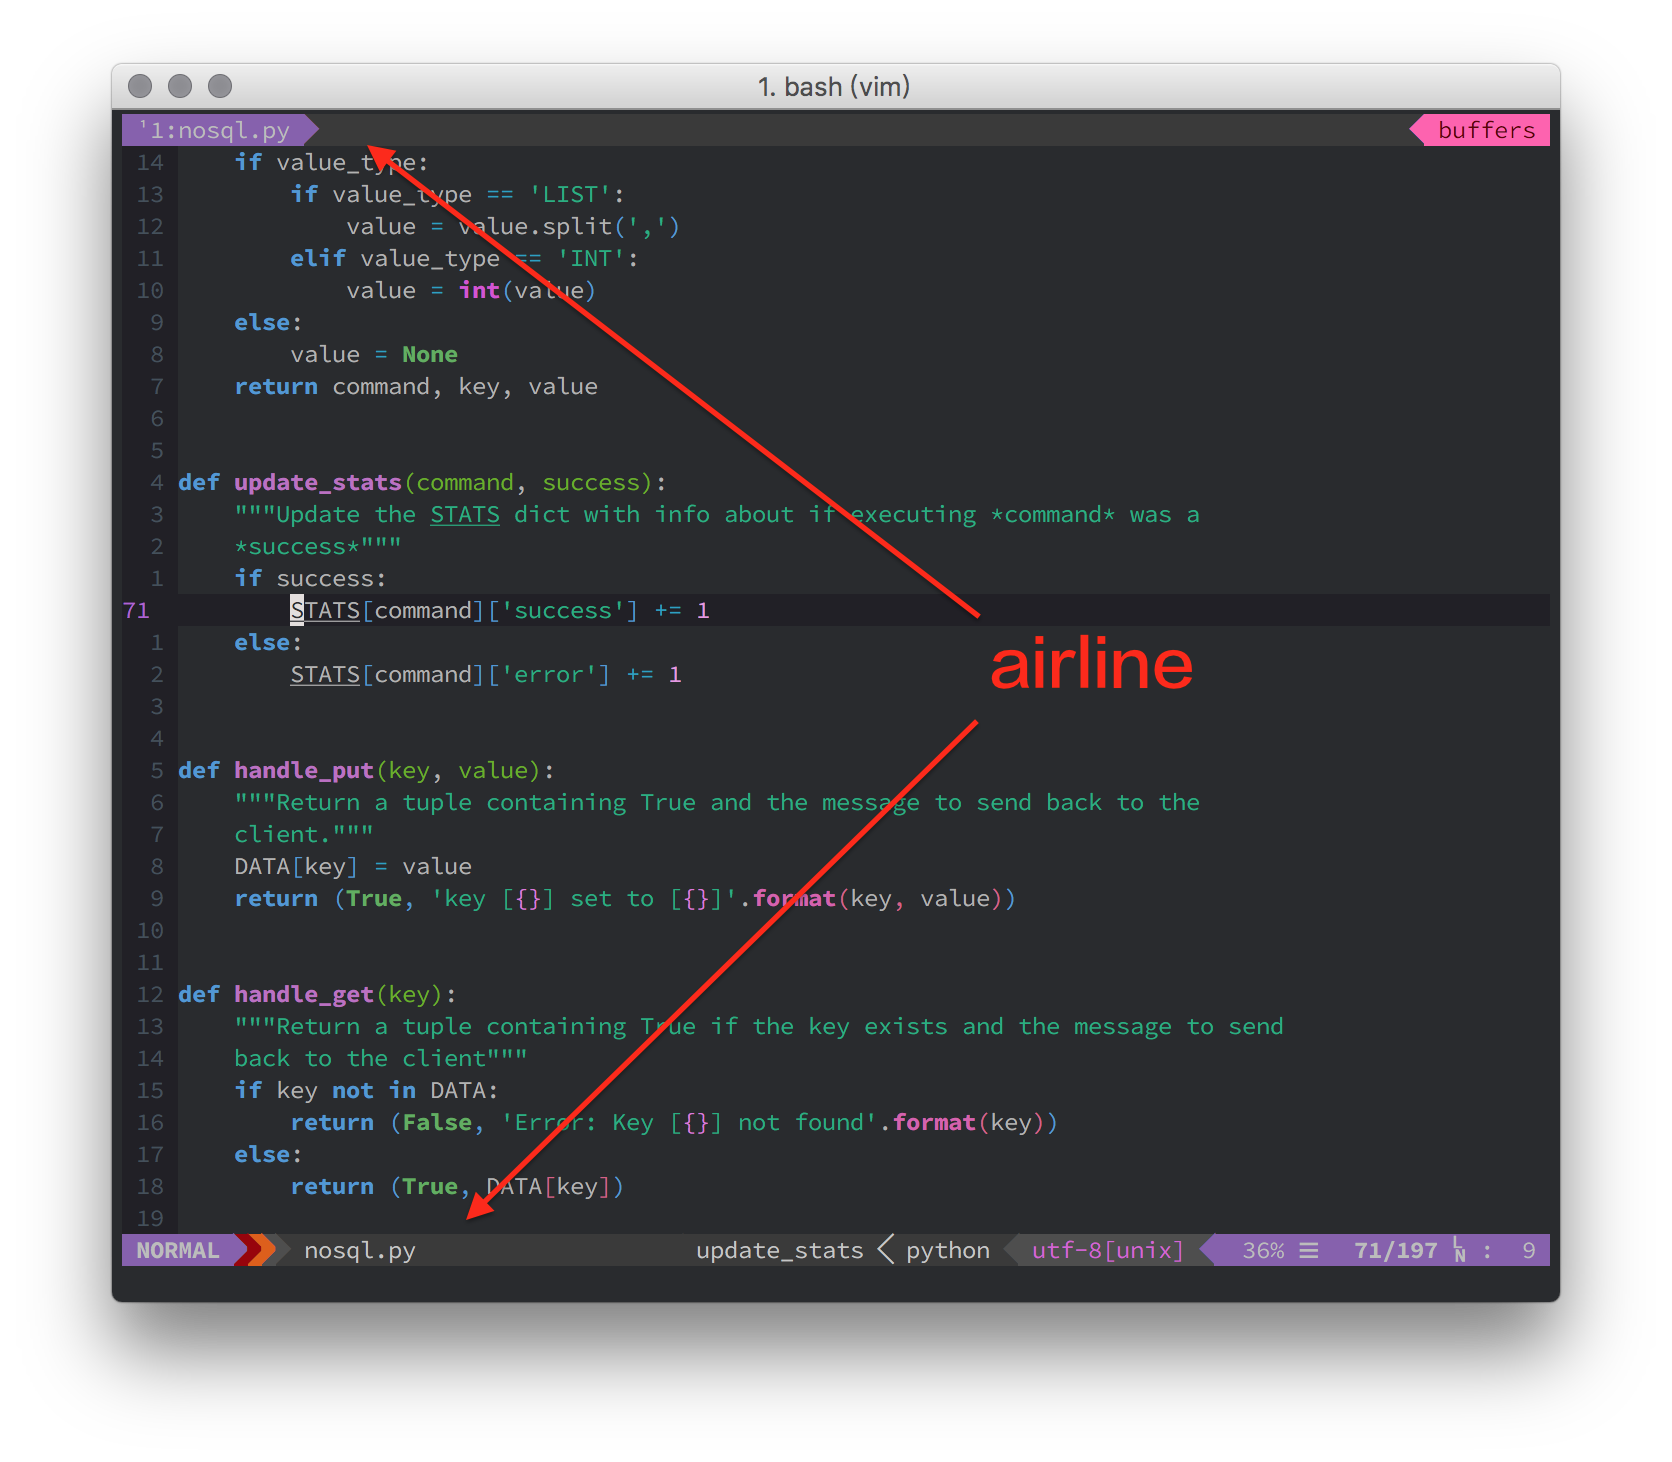 1. bash (vim)
¹1:nosql.py buffers
14     if value_type:
13         if value_type == 'LIST':
12             value = value.split(',')
11         elif value_type == 'INT':
10             value = int(value)
 9     else:
 8         value = None
 7     return command, key, value
 6
 5
 4 def update_stats(command, success):
 3     """Update the STATS dict with info about if executing *command* was a
 2     *success*"""
 1     if success:
71         STATS[command]['success'] += 1
 1     else:
 2         STATS[command]['error'] += 1
airline
 3
 4
 5 def handle_put(key, value):
 6     """Return a tuple containing True and the message to send back to the
 7     client."""
 8     DATA[key] = value
 9     return (True, 'key [{}] set to [{}]'.format(key, value))
10
11
12 def handle_get(key):
13     """Return a tuple containing True if the key exists and the message to send
14     back to the client"""
15     if key not in DATA:
16         return (False, 'Error: Key [{}] not found'.format(key))
17     else:
18         return (True, DATA[key])
19
NORMAL nosql.py update_stats python utf-8[unix] 36% ☰ 71/197 LN : 9